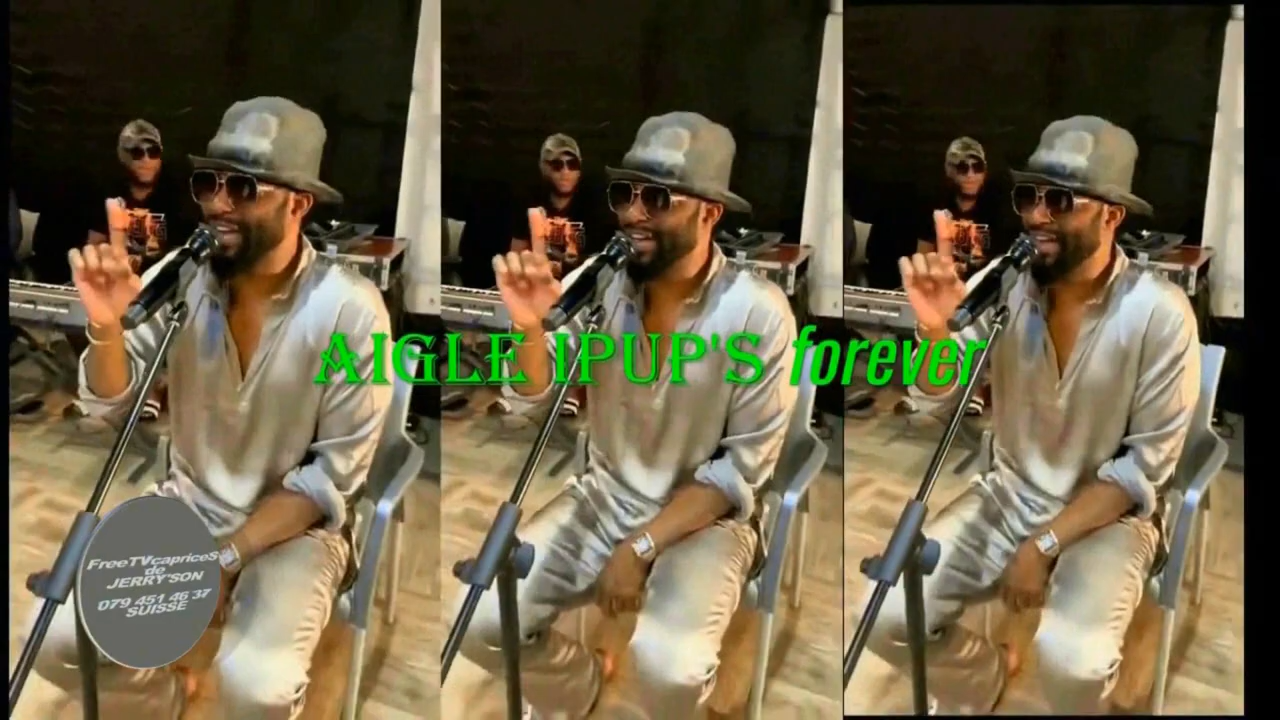 AIGLE IPUP'S forever
FreeTVcapriceS
de
JERRY'SON
079 451 46 37
SUISSE